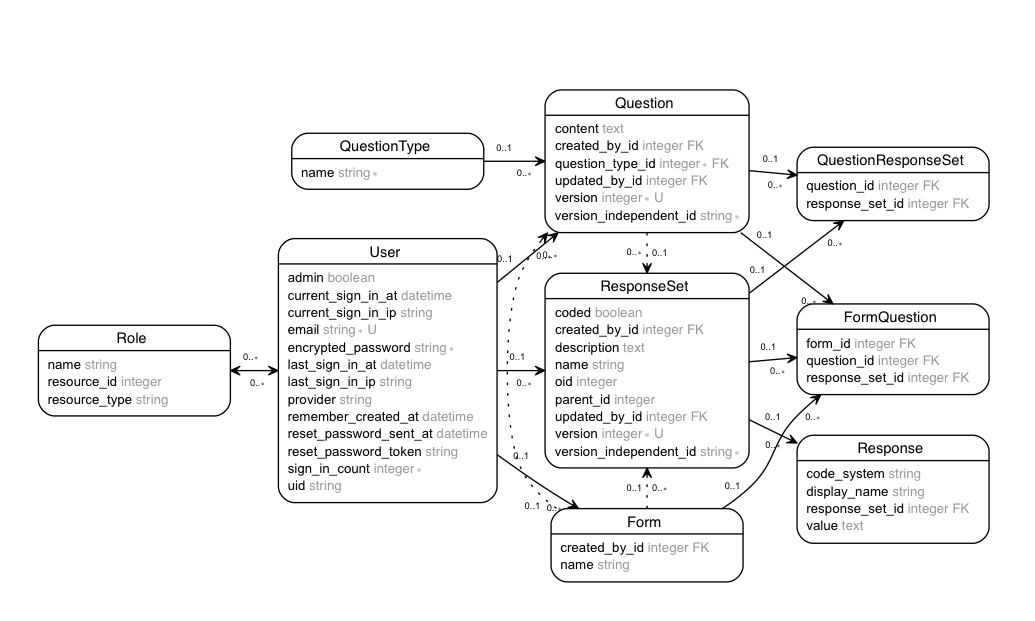 Question
content text
created_by_id integer FK
question_type_id integer∗ FK
updated_by_id integer FK
version integer∗ U
version_independent_id string∗
QuestionType
name string∗
QuestionResponseSet
question_id integer FK
response_set_id integer FK
User
admin boolean
current_sign_in_at datetime
current_sign_in_ip string
email string∗ U
encrypted_password string∗
last_sign_in_at datetime
last_sign_in_ip string
provider string
remember_created_at datetime
reset_password_sent_at datetime
reset_password_token string
sign_in_count integer∗
uid string
ResponseSet
coded boolean
created_by_id integer FK
description text
name string
oid integer
parent_id integer
updated_by_id integer FK
version integer∗ U
version_independent_id string∗
Role
name string
resource_id integer
resource_type string
FormQuestion
form_id integer FK
question_id integer FK
response_set_id integer FK
Response
code_system string
display_name string
response_set_id integer FK
value text
Form
created_by_id integer FK
name string
0..1
0..∗
0..1
0..∗
0..1
0..∗
0..∗
0..1
0..1
0..∗
0..1
0..∗
0..∗
0..∗
0..1
0..∗
0..1
0..∗
0..1
0..∗
0..1
0..∗
0..1
0..1
0..∗
0..1
0..∗
0..1